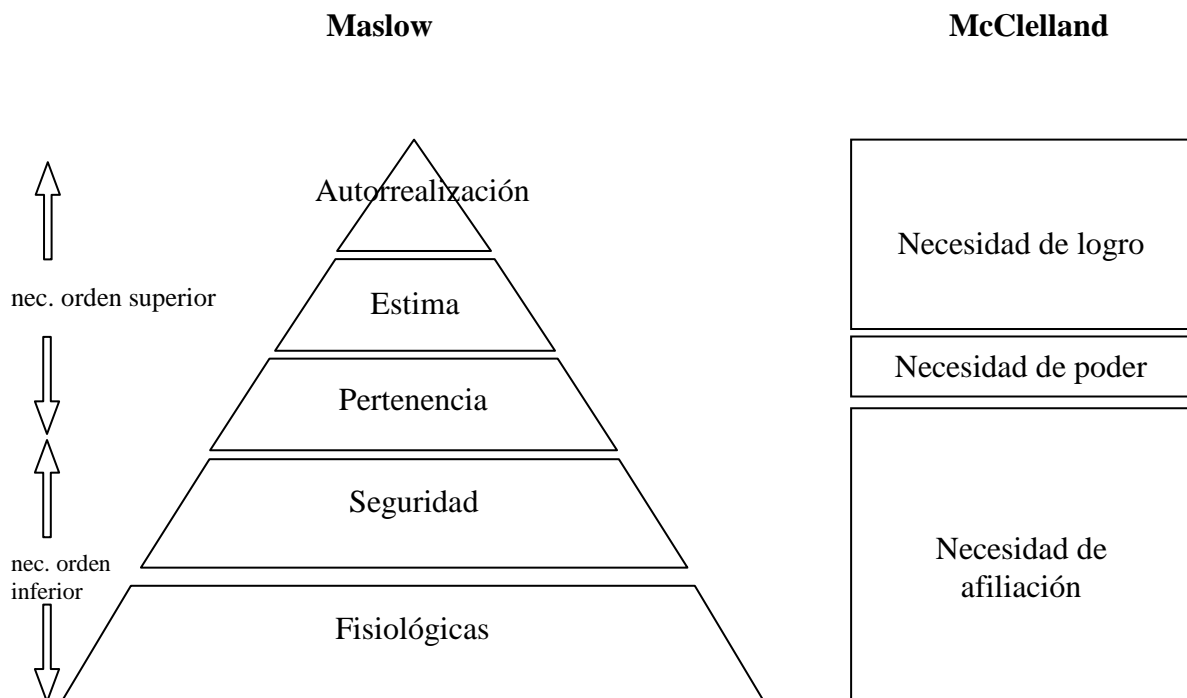 Maslow
McClelland
Autorrealización
Necesidad de logro
nec. orden superior
Estima
Necesidad de poder
Pertenencia
Seguridad
nec. orden
inferior
Necesidad de
afiliación
Fisiológicas